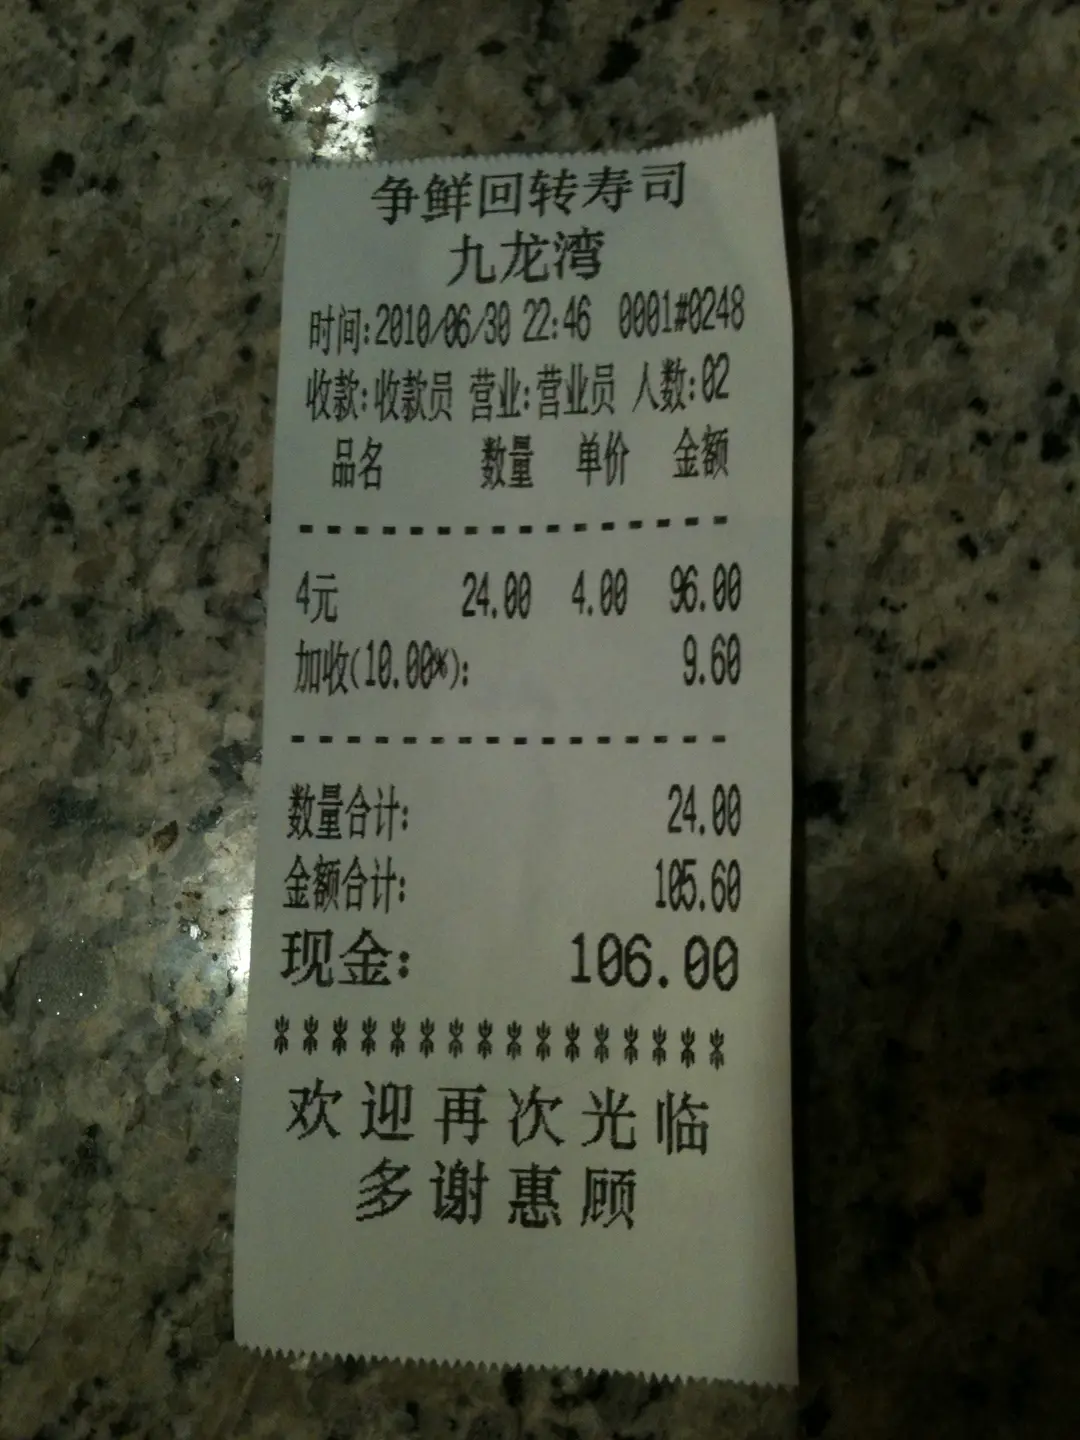 争鲜回转寿司
九龙湾
时间:2010/06/30 22:46 0001#0248
收款:收款员 营业:营业员 人数:02
品名 数量 单价 金额
----------------
4元 24.00 4.00 96.00
加收(10.00%): 9.60
----------------
数量合计: 24.00
金额合计: 105.60
现金: 106.00
****************
欢迎再次光临
多谢惠顾